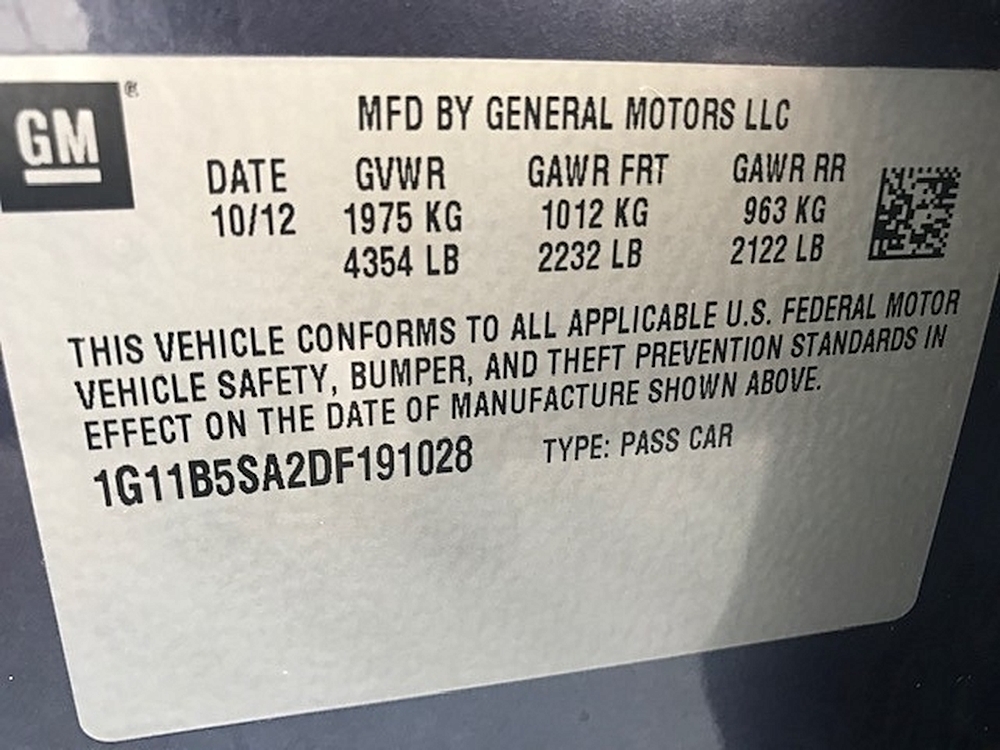 GM ®
MFD BY GENERAL MOTORS LLC
DATE GVWR GAWR FRT GAWR RR
10/12 1975 KG 1012 KG 963 KG
4354 LB 2232 LB 2122 LB
THIS VEHICLE CONFORMS TO ALL APPLICABLE U.S. FEDERAL MOTOR
VEHICLE SAFETY, BUMPER, AND THEFT PREVENTION STANDARDS IN
EFFECT ON THE DATE OF MANUFACTURE SHOWN ABOVE.
1G11B5SA2DF191028 TYPE: PASS CAR